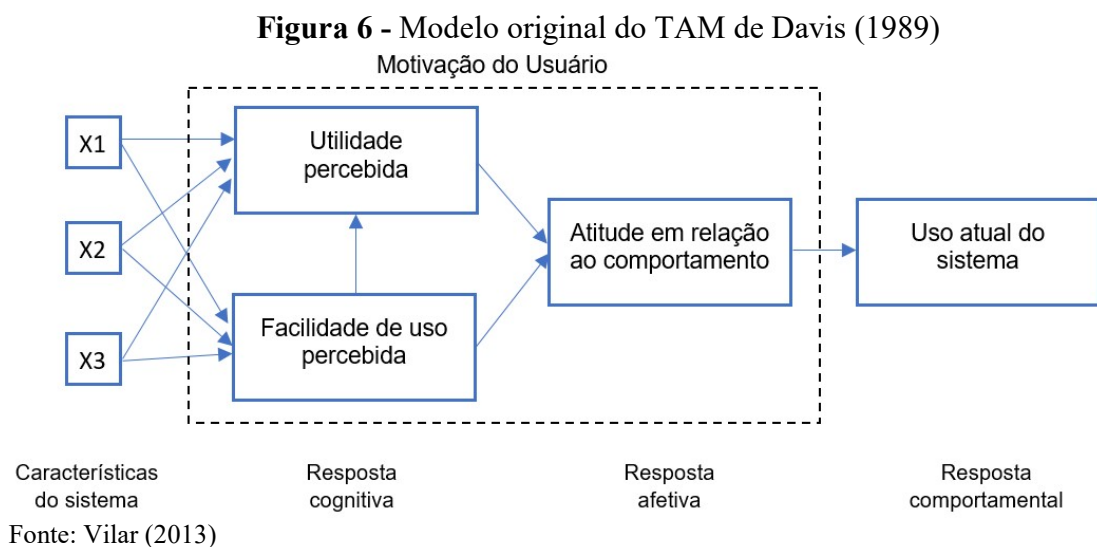 Figura 6 - Modelo original do TAM de Davis (1989)
Motivação do Usuário
X1
X2
X3
Utilidade
percebida
Facilidade de uso
percebida
Atitude em relação
ao comportamento
Uso atual do
sistema
Características
do sistema
Resposta
cognitiva
Resposta
afetiva
Resposta
comportamental
Fonte: Vilar (2013)